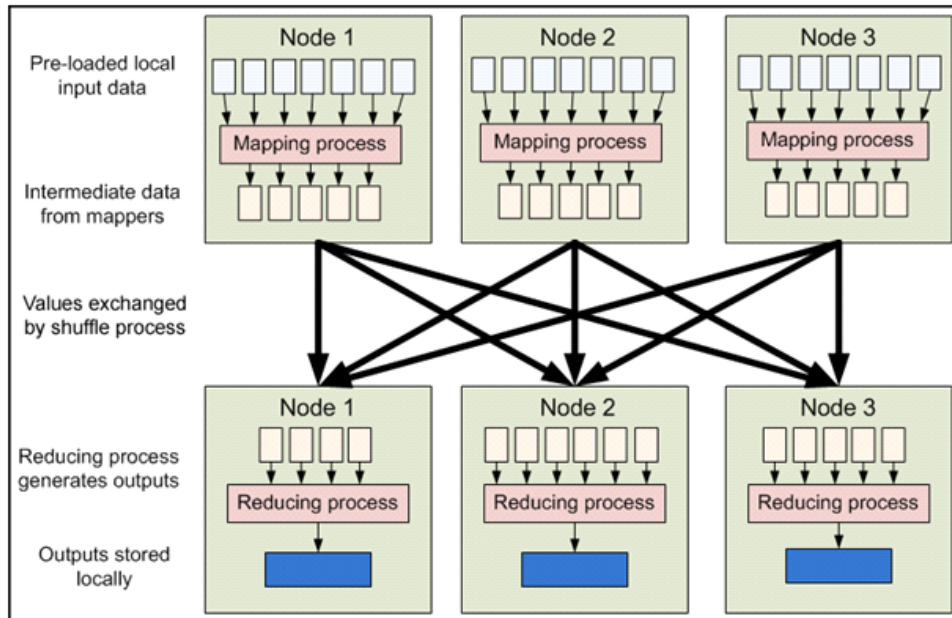 Node 1
Node 2
Node 3
Pre-loaded local
input data
Mapping process
Mapping process
Mapping process
Intermediate data
from mappers
Values exchanged
by shuffle process
Node 1
Node 2
Node 3
Reducing process
generates outputs
Reducing process
Reducing process
Reducing process
Outputs stored
locally